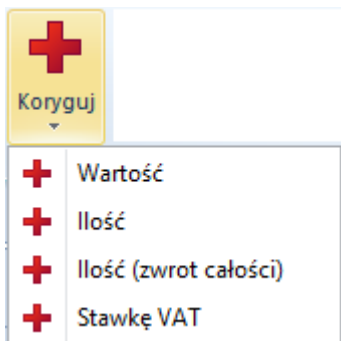 Koryguj
Wartość
Ilość
Ilość (zwrot całości)
Stawkę VAT